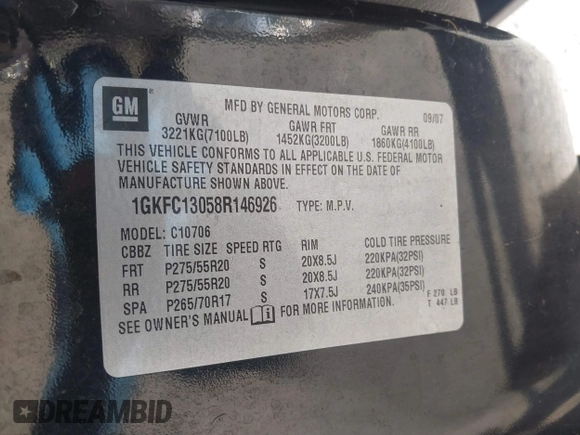 GM
MFD BY GENERAL MOTORS CORP. 09/07
GVWR GAWR FRT GAWR RR
3221KG(7100LB) 1452KG(3200LB) 1860KG(4100LB)
THIS VEHICLE CONFORMS TO ALL APPLICABLE U.S. FEDERAL MOTOR
VEHICLE SAFETY STANDARDS IN EFFECT ON THE DATE OF
MANUFACTURE SHOWN ABOVE.
1GKFC13058R146926 TYPE: M.P.V.
MODEL: C10706
CBBZ TIRE SIZE SPEED RTG RIM COLD TIRE PRESSURE
FRT P275/55R20 S 20X8.5J 220KPA(32PSI)
RR P275/55R20 S 20X8.5J 220KPA(32PSI)
SPA P265/70R17 S 17X7.5J 240KPA(35PSI)
F 270 LB
T 447 LB
SEE OWNER'S MANUAL FOR MORE INFORMATION.
DREAMBID